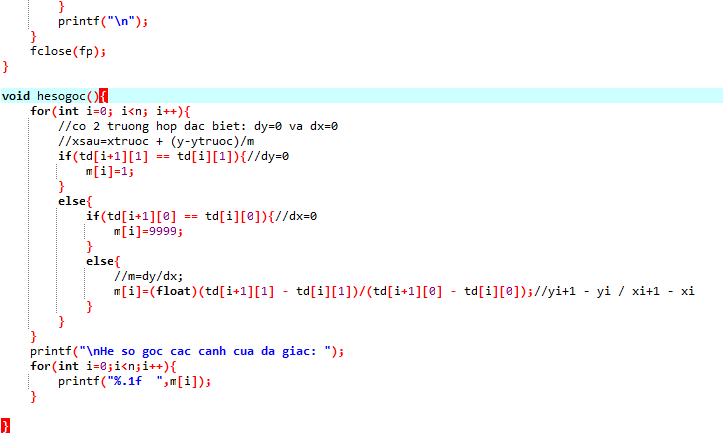 }
        printf("\n");
    }
    fclose(fp);
}

void hesogoc(){
    for(int i=0; i<n; i++){
        //co 2 truong hop dac biet: dy=0 va dx=0
        //xsau=xtruoc + (y-ytruoc)/m
        if(td[i+1][1] == td[i][1]){//dy=0
            m[i]=1;
        }
        else{
            if(td[i+1][0] == td[i][0]){//dx=0
                m[i]=9999;
            }
            else{
                //m=dy/dx;
                m[i]=(float)(td[i+1][1] - td[i][1])/(td[i+1][0] - td[i][0]);//yi+1 - yi / xi+1 - xi
            }
        }
    }
    printf("\nHe so goc cac canh cua da giac: ");
    for(int i=0;i<n;i++){
        printf("%.1f  ",m[i]);
    }

}